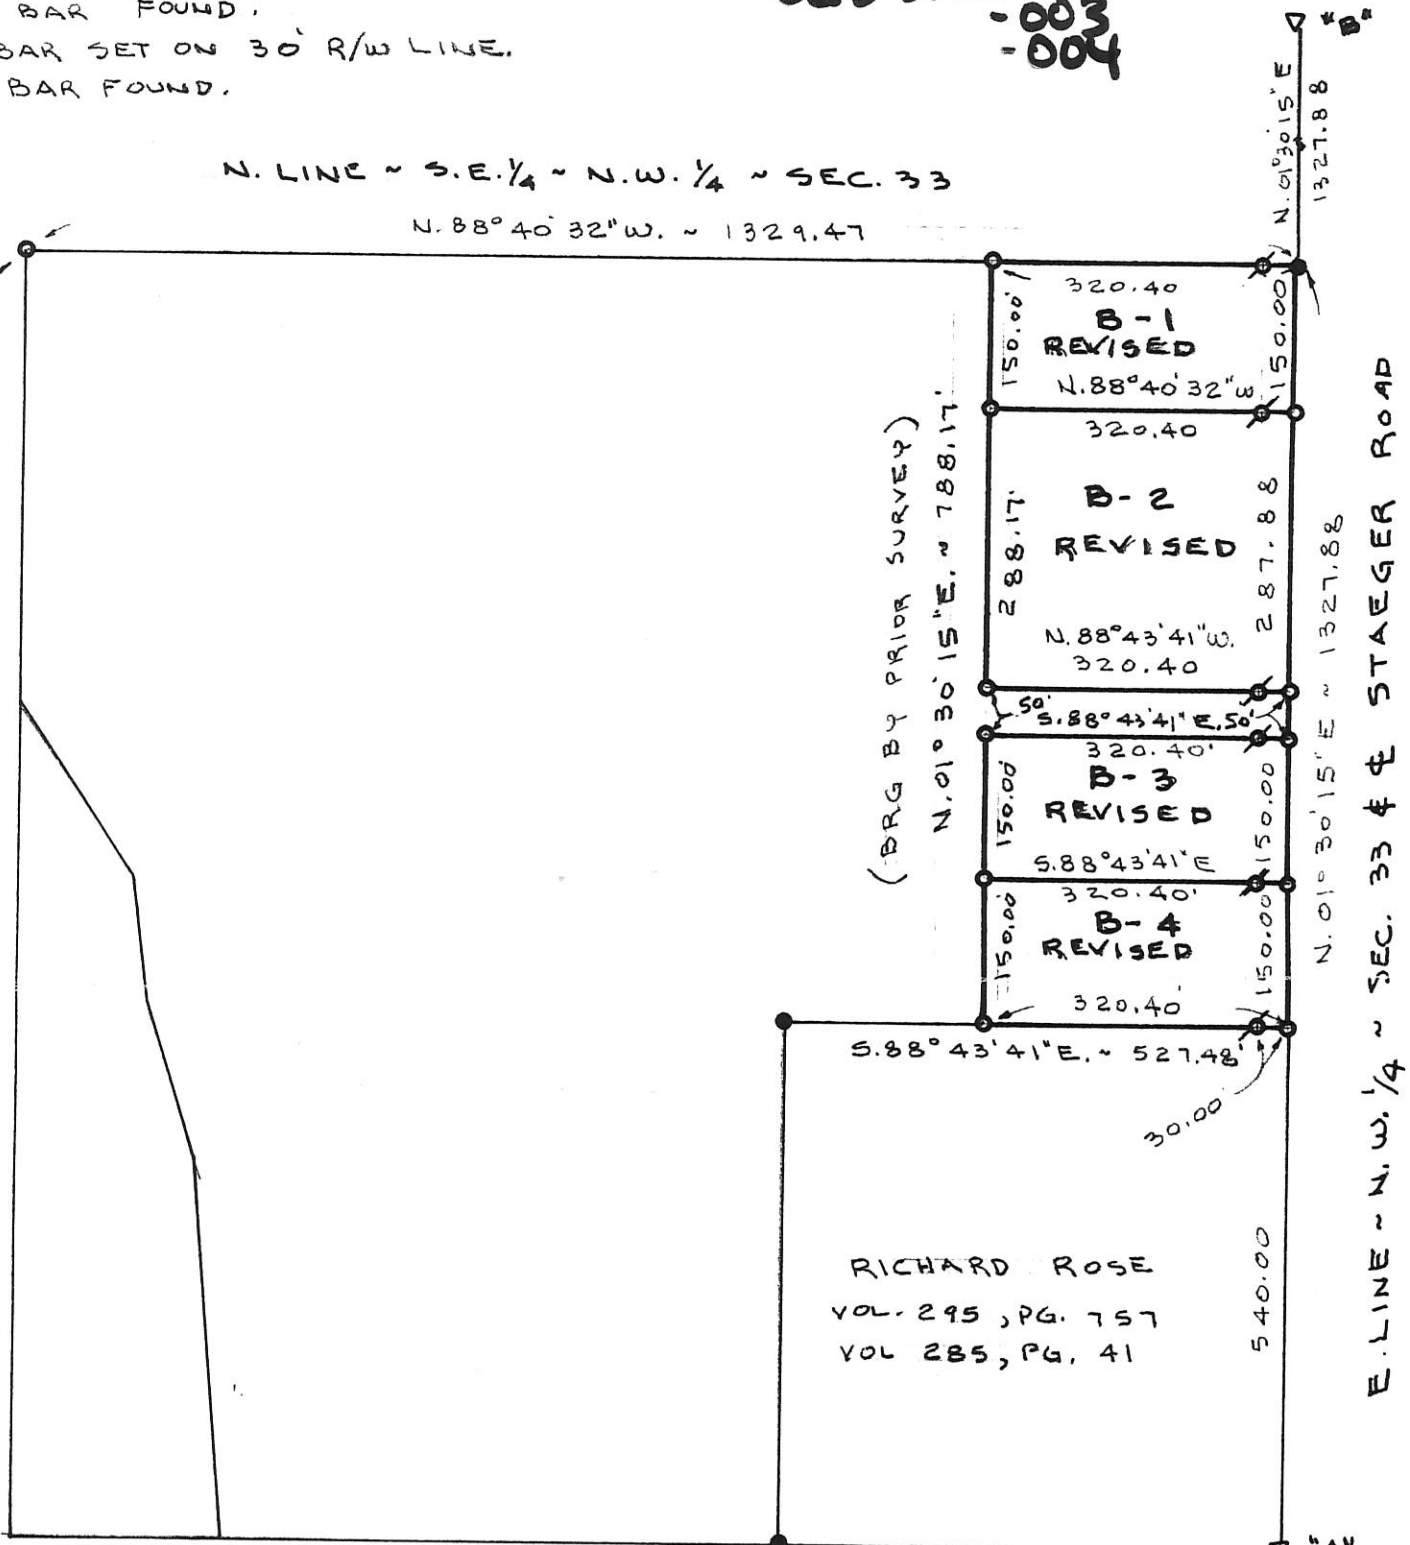 BAR FOUND.
BAR SET ON 30' R/W LINE.
BAR FOUND.
-003
-004
"B"
N. 01°30'15"E
1327.88
N. LINE ~ S.E.¼ ~ N.W. ¼ ~ SEC. 33
N. 88° 40' 32"W. ~ 1329.47
320.40
150.00'
B-1
REVISED
150.00
N.88°40'32"W
320.40
(BRG BY PRIOR SURVEY)
N.01° 30' 15"E. ~ 788.17'
288.17'
B-2
REVISED
287.88
N. 88°43'41"W.
320.40
50'
S.88° 43'41" E. 50'
320.40'
150.00
B-3
REVISED
150.00
S.88°43'41"E
320.40'
150.00
B-4
REVISED
150.00
320.40'
S.88° 43'41"E. ~ 527.48'
30.00
N. 01° 30'15"E ~ 1327.88
E. LINE ~ N.W. ¼ ~ SEC. 33 & ℄ STAEGER ROAD
RICHARD ROSE
VOL. 295, PG. 757
VOL 285, PG. 41
540.00
"A"